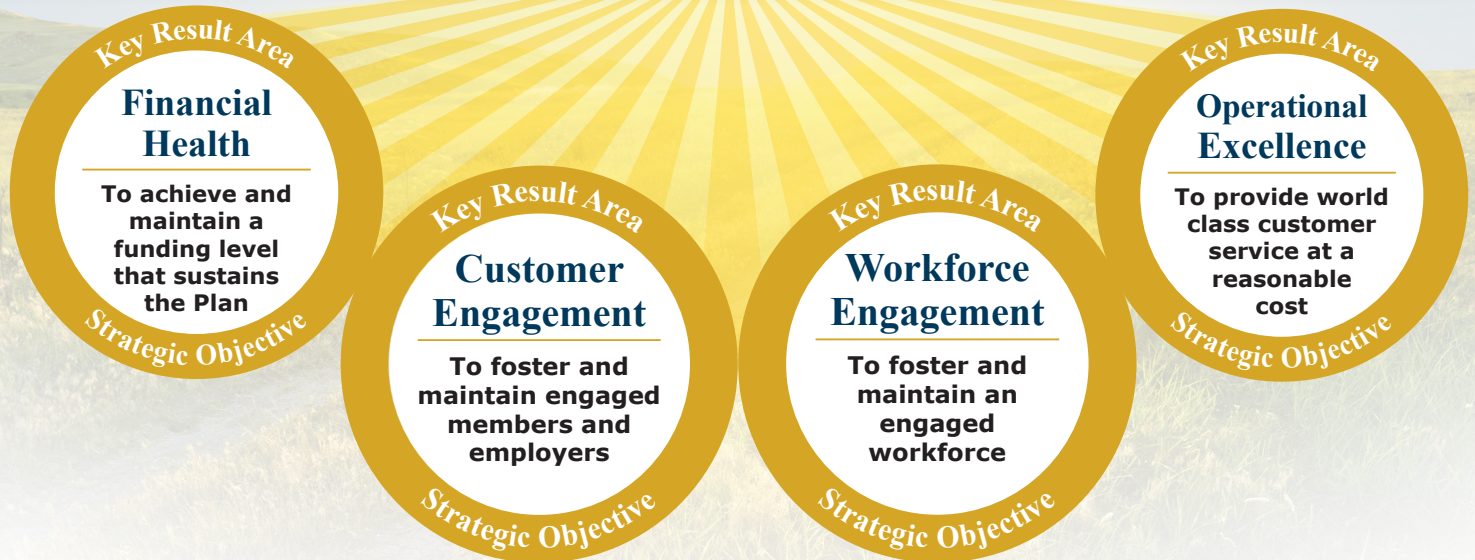 Key Result Area
Financial
Health
To achieve and
maintain a
funding level
that sustains
the Plan
Strategic Objective
Key Result Area
Customer
Engagement
To foster and
maintain engaged
members and
employers
Strategic Objective
Key Result Area
Workforce
Engagement
To foster and
maintain an
engaged
workforce
Strategic Objective
Key Result Area
Operational
Excellence
To provide world
class customer
service at a
reasonable
cost
Strategic Objective